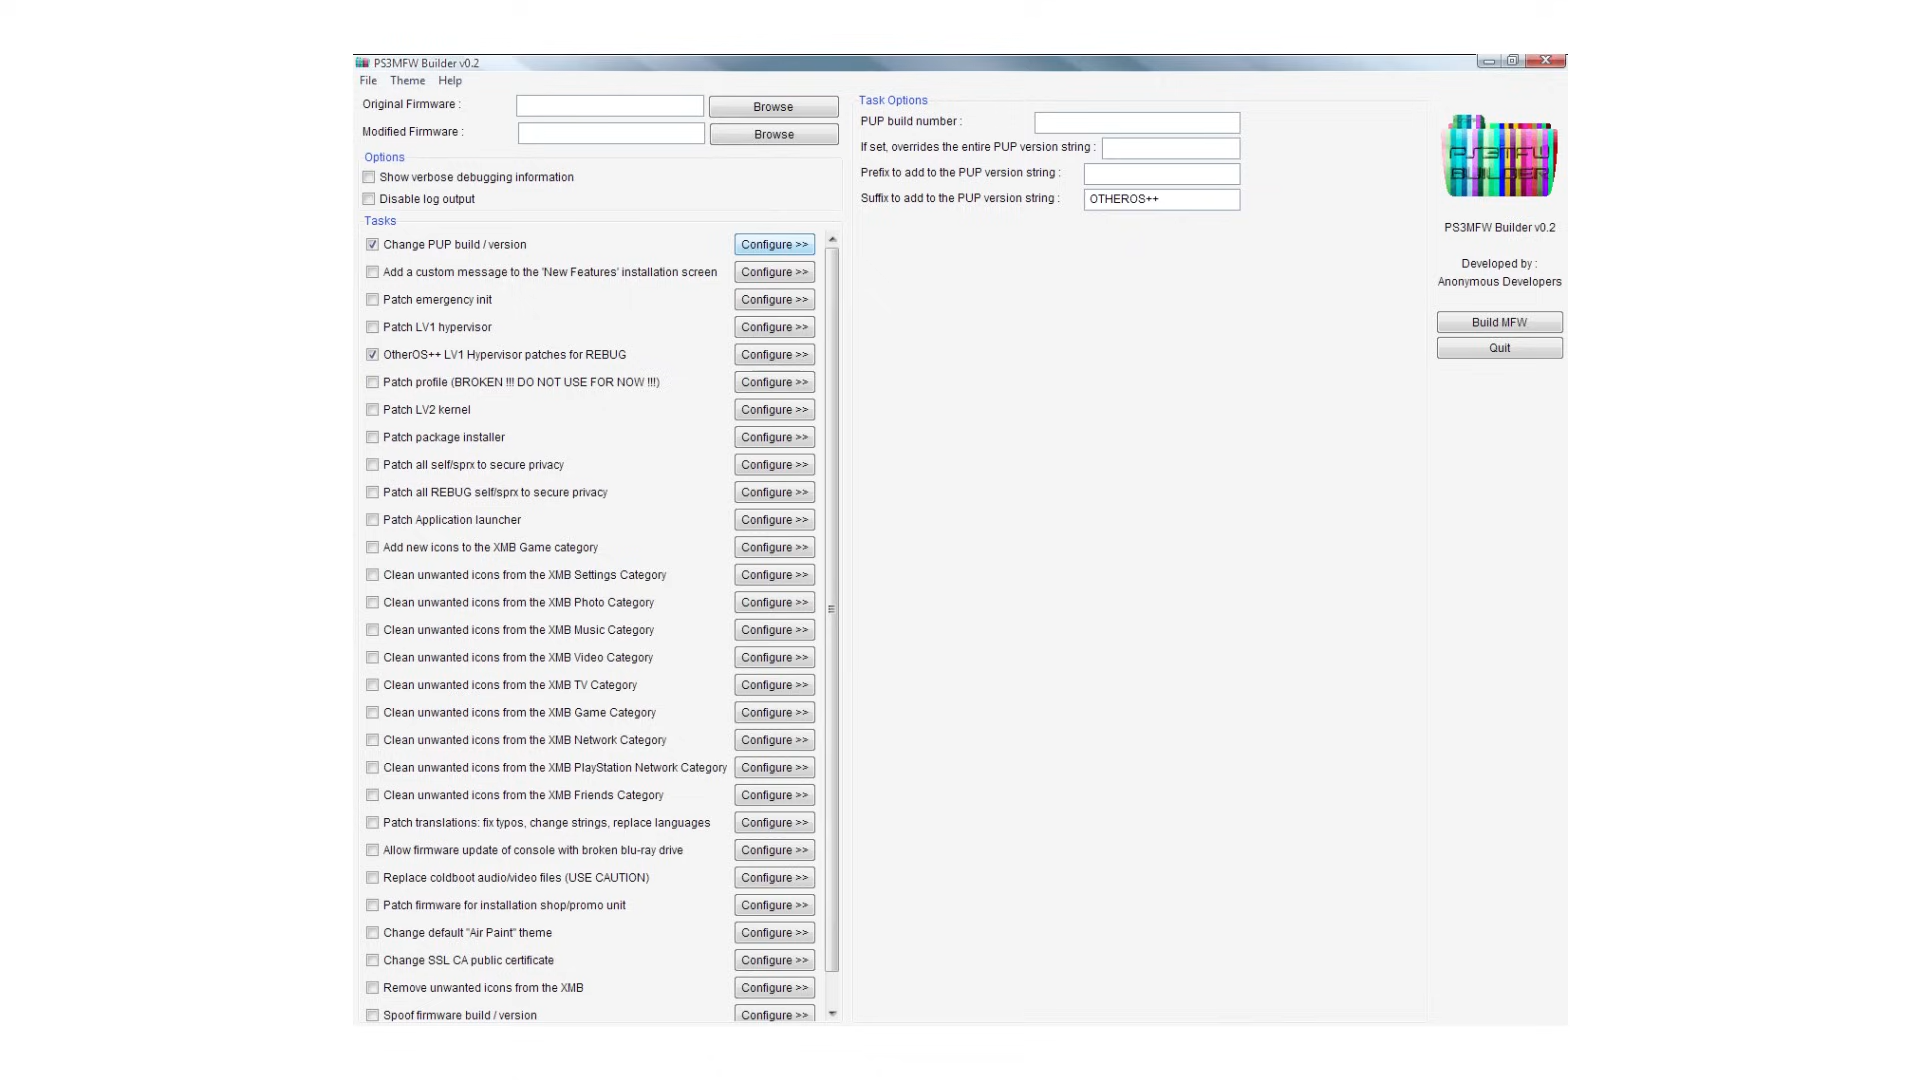 PS3MFW Builder v0.2
File Theme Help
Original Firmware : Browse
Modified Firmware : Browse
Options
Show verbose debugging information
Disable log output
Tasks
Change PUP build / version Configure >>
Add a custom message to the 'New Features' installation screen Configure >>
Patch emergency init Configure >>
Patch LV1 hypervisor Configure >>
OtherOS++ LV1 Hypervisor patches for REBUG Configure >>
Patch profile (BROKEN !!! DO NOT USE FOR NOW !!!) Configure >>
Patch LV2 kernel Configure >>
Patch package installer Configure >>
Patch all self/sprx to secure privacy Configure >>
Patch all REBUG self/sprx to secure privacy Configure >>
Patch Application launcher Configure >>
Add new icons to the XMB Game category Configure >>
Clean unwanted icons from the XMB Settings Category Configure >>
Clean unwanted icons from the XMB Photo Category Configure >>
Clean unwanted icons from the XMB Music Category Configure >>
Clean unwanted icons from the XMB Video Category Configure >>
Clean unwanted icons from the XMB TV Category Configure >>
Clean unwanted icons from the XMB Game Category Configure >>
Clean unwanted icons from the XMB Network Category Configure >>
Clean unwanted icons from the XMB PlayStation Network Category Configure >>
Clean unwanted icons from the XMB Friends Category Configure >>
Patch translations: fix typos, change strings, replace languages Configure >>
Allow firmware update of console with broken blu-ray drive Configure >>
Replace coldboot audio/video files (USE CAUTION) Configure >>
Patch firmware for installation shop/promo unit Configure >>
Change default "Air Paint" theme Configure >>
Change SSL CA public certificate Configure >>
Remove unwanted icons from the XMB Configure >>
Spoof firmware build / version Configure >>
Task Options
PUP build number :
If set, overrides the entire PUP version string :
Prefix to add to the PUP version string :
Suffix to add to the PUP version string : OTHEROS++
PS3MFW
BUILDER
PS3MFW Builder v0.2
Developed by :
Anonymous Developers
Build MFW
Quit